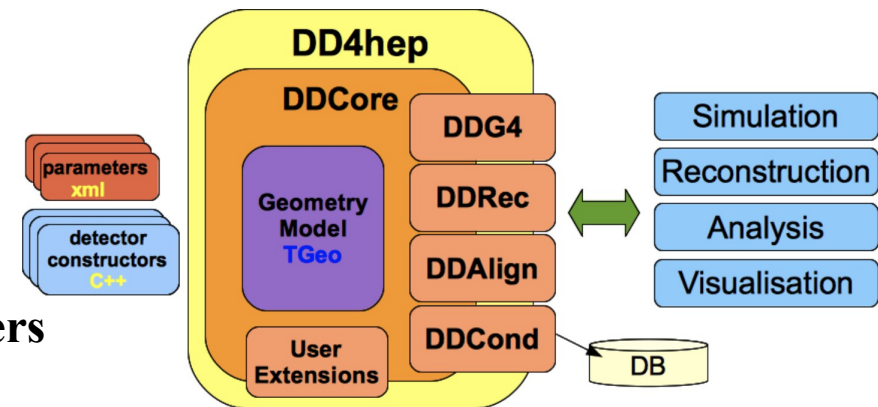 DD4hep
DDCore
parameters
xml
detector
constructors
C++
ers
Geometry
Model
TGeo
User
Extensions
DDG4
DDRec
DDAlign
DDCond
DB
Simulation
Reconstruction
Analysis
Visualisation